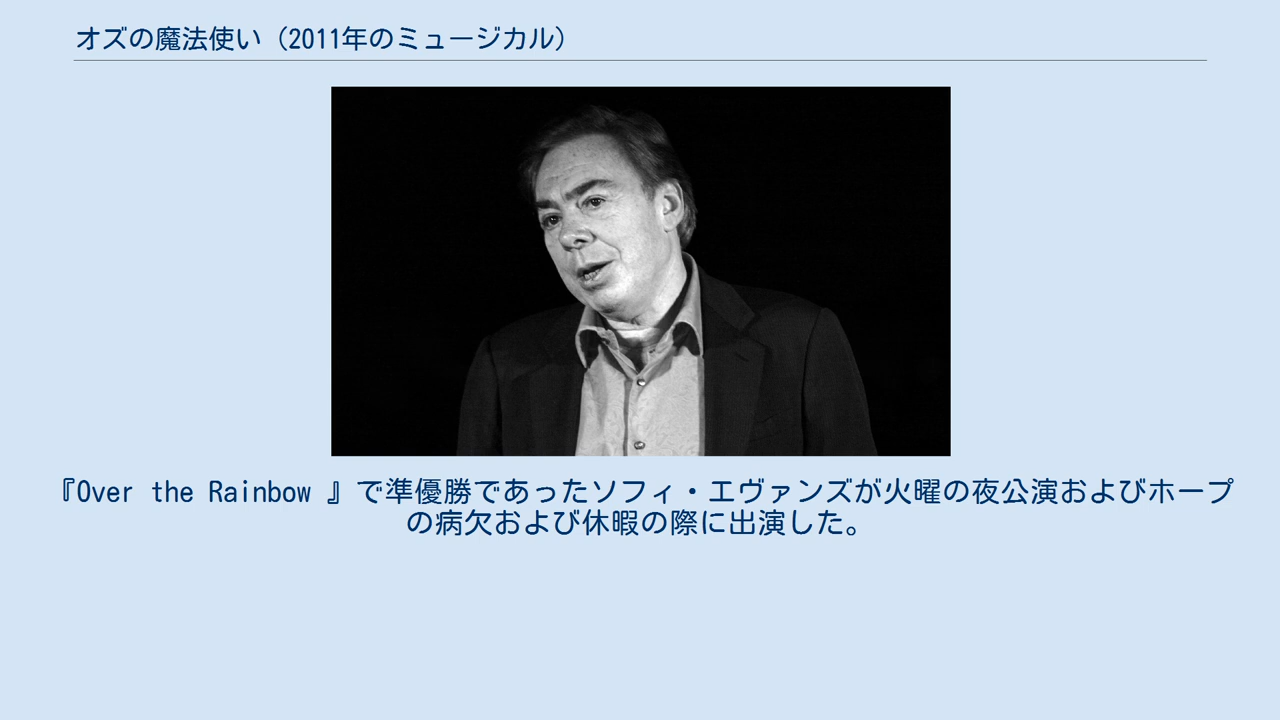 オズの魔法使い（2011年のミュージカル）
『Over the Rainbow 』で準優勝であったソフィ・エヴァンズが火曜の夜公演およびホープ
の病欠および休暇の際に出演した。